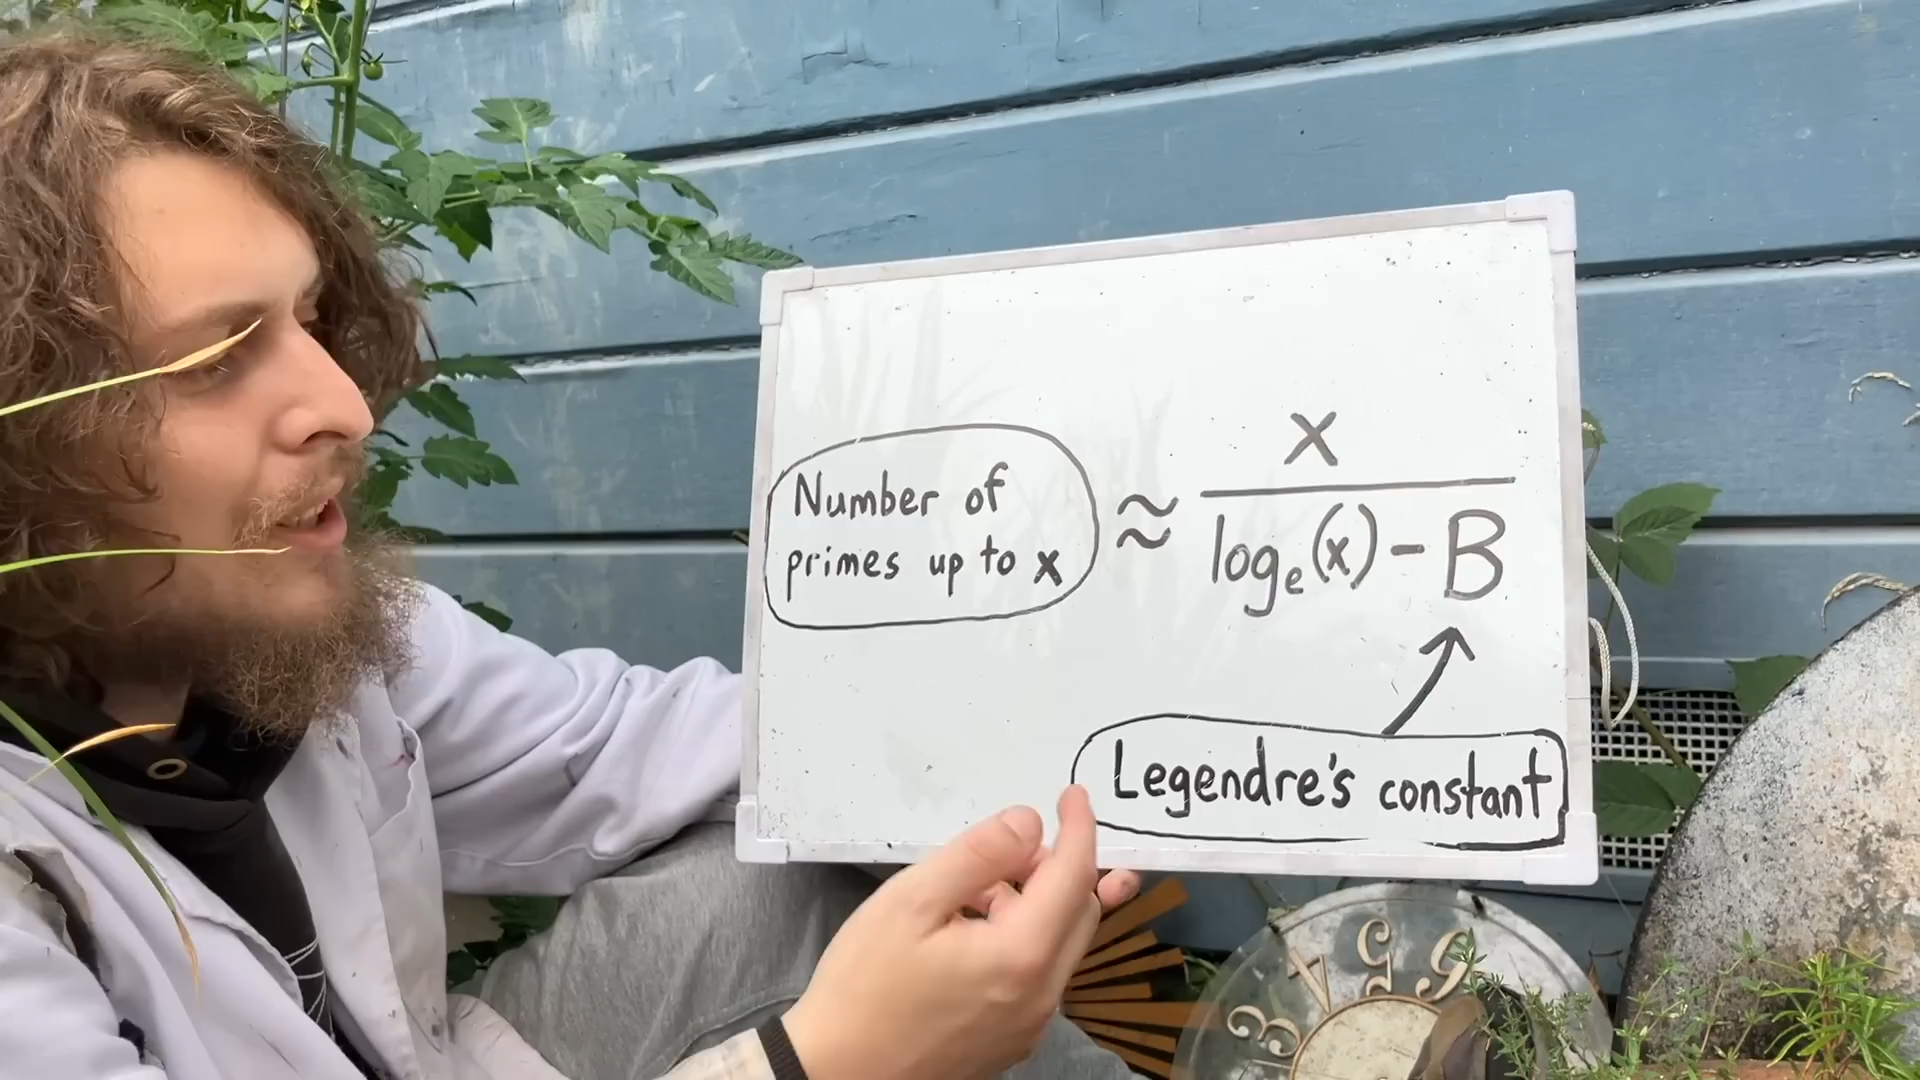 Number of
primes up to x
≈
x
logₑ(x) - B
Legendre's constant